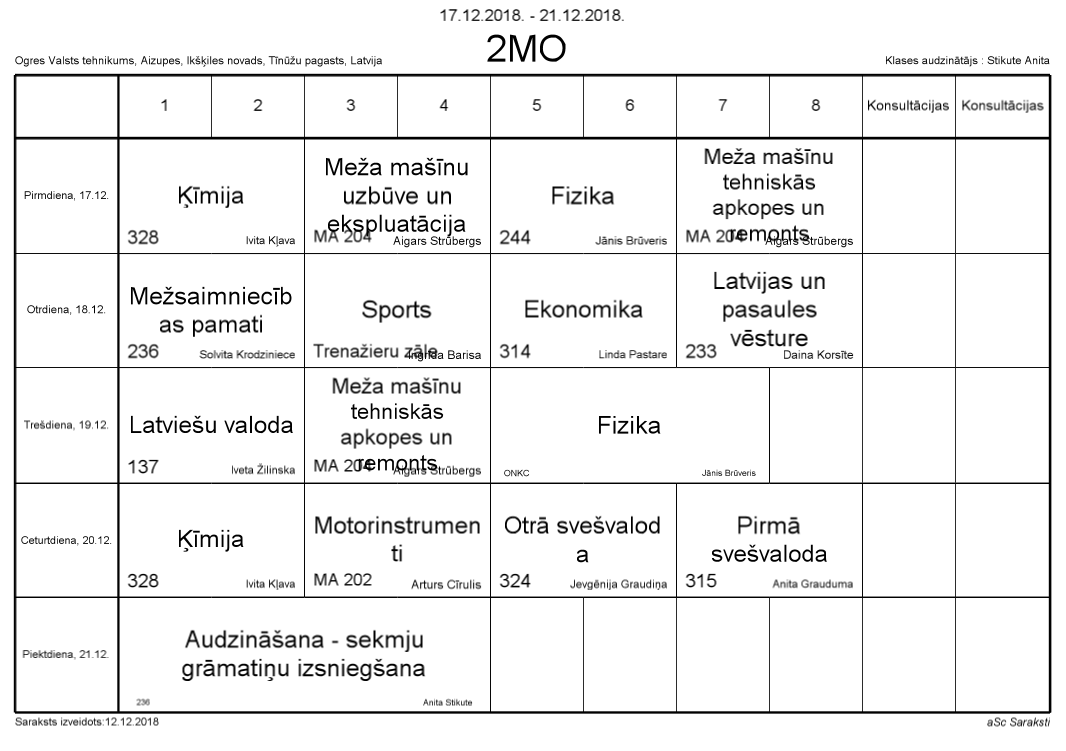 17.12.2018. - 21.12.2018.
2MO
Ogres Valsts tehnikums, Aizupes, Ikšķiles novads, Tīnūžu pagasts, Latvija
Klases audzinātājs : Stikute Anita
1 2 3 4 5 6 7 8 Konsultācijas Konsultācijas
Pirmdiena, 17.12.
Ķīmija
328 Ivita Kļava
Meža mašīnu
uzbūve un
ekspluatācija
MA 204 Aigars Strūbergs
Fizika
244 Jānis Brūveris
Meža mašīnu
tehniskās
apkopes un
remonts
MA 204 Aigars Strūbergs
Otrdiena, 18.12.
Mežsaimniecīb
as pamati
236 Solvita Krodziniece
Sports
Trenažieru zāle Ingrīda Barisa
Ekonomika
314 Linda Pastare
Latvijas un
pasaules
vēsture
233 Daina Korsīte
Trešdiena, 19.12.
Latviešu valoda
137 Iveta Žilinska
Meža mašīnu
tehniskās
apkopes un
remonts
MA 204 Aigars Strūbergs
Fizika
ONKC Jānis Brūveris
Ceturtdiena, 20.12.
Ķīmija
328 Ivita Kļava
Motorinstrumen
ti
MA 202 Arturs Cīrulis
Otrā svešvalod
a
324 Jevgēnija Graudiņa
Pirmā
svešvaloda
315 Anita Grauduma
Piektdiena, 21.12.
Audzināšana - sekmju
grāmatiņu izsniegšana
236 Anita Stikute
Saraksts izveidots:12.12.2018
aSc Saraksti